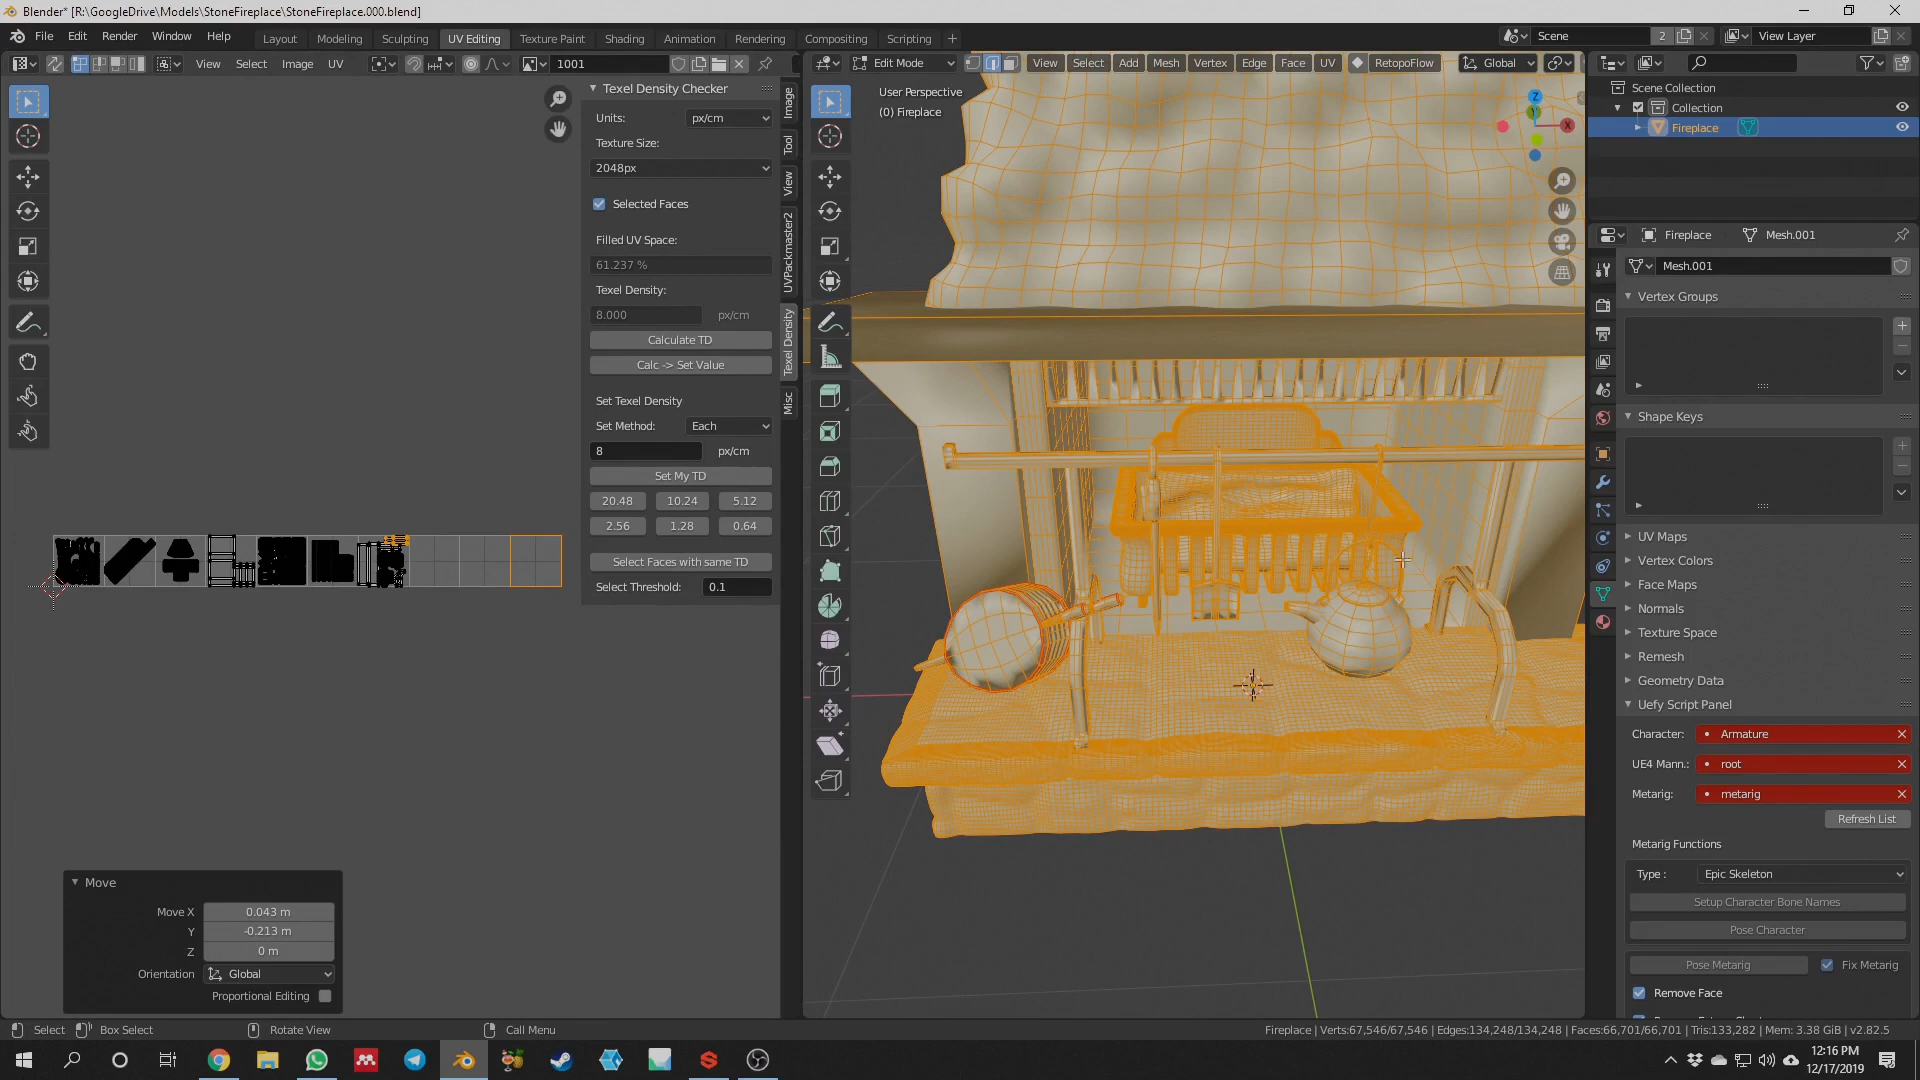 Blender* [R:\GoogleDrive\Models\StoneFireplace\StoneFireplace.000.blend]
File Edit Render Window Help
Layout Modeling Sculpting UV Editing Texture Paint Shading Animation Rendering Compositing Scripting +
Scene 2
View Layer
View Select Image UV
1001
Edit Mode
View Select Add Mesh Vertex Edge Face UV
RetopoFlow
Global
User Perspective
(0) Fireplace
Z
Y
X
Texel Density Checker
Units: px/cm
Texture Size:
2048px
Selected Faces
Filled UV Space:
61.237 %
Texel Density:
8.000 px/cm
Calculate TD
Calc -> Set Value
Set Texel Density
Set Method: Each
8 px/cm
Set My TD
20.48 10.24 5.12
2.56 1.28 0.64
Select Faces with same TD
Select Threshold: 0.1
Image
Tool
View
UVPackmaster2
Texel Density
Misc
Move
Move X 0.043 m
Y -0.213 m
Z 0 m
Orientation Global
Proportional Editing
Scene Collection
Collection
Fireplace
Fireplace Mesh.001
Mesh.001
Vertex Groups
Shape Keys
UV Maps
Vertex Colors
Face Maps
Normals
Texture Space
Remesh
Geometry Data
Uefy Script Panel
Character: Armature
UE4 Mann.: root
Metarig: metarig
Refresh List
Metarig Functions
Type : Epic Skeleton
Setup Character Bone Names
Pose Character
Pose Metarig Fix Metarig
Remove Face
Select Box Select Rotate View Call Menu
Fireplace | Verts:67,546/67,546 | Edges:134,248/134,248 | Faces:66,701/66,701 | Tris:133,282 | Mem: 3.38 GiB | v2.82.5
12:16 PM
12/17/2019